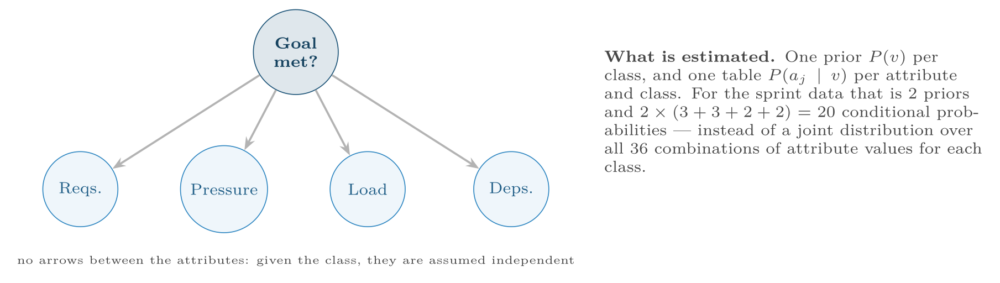 Goal
met?
Reqs.
Pressure
Load
Deps.
no arrows between the attributes: given the class, they are assumed independent
What is estimated. One prior P(v) per
class, and one table P(a_j | v) per attribute
and class. For the sprint data that is 2 priors
and 2 × (3 + 3 + 2 + 2) = 20 conditional prob-
abilities — instead of a joint distribution over
all 36 combinations of attribute values for each
class.